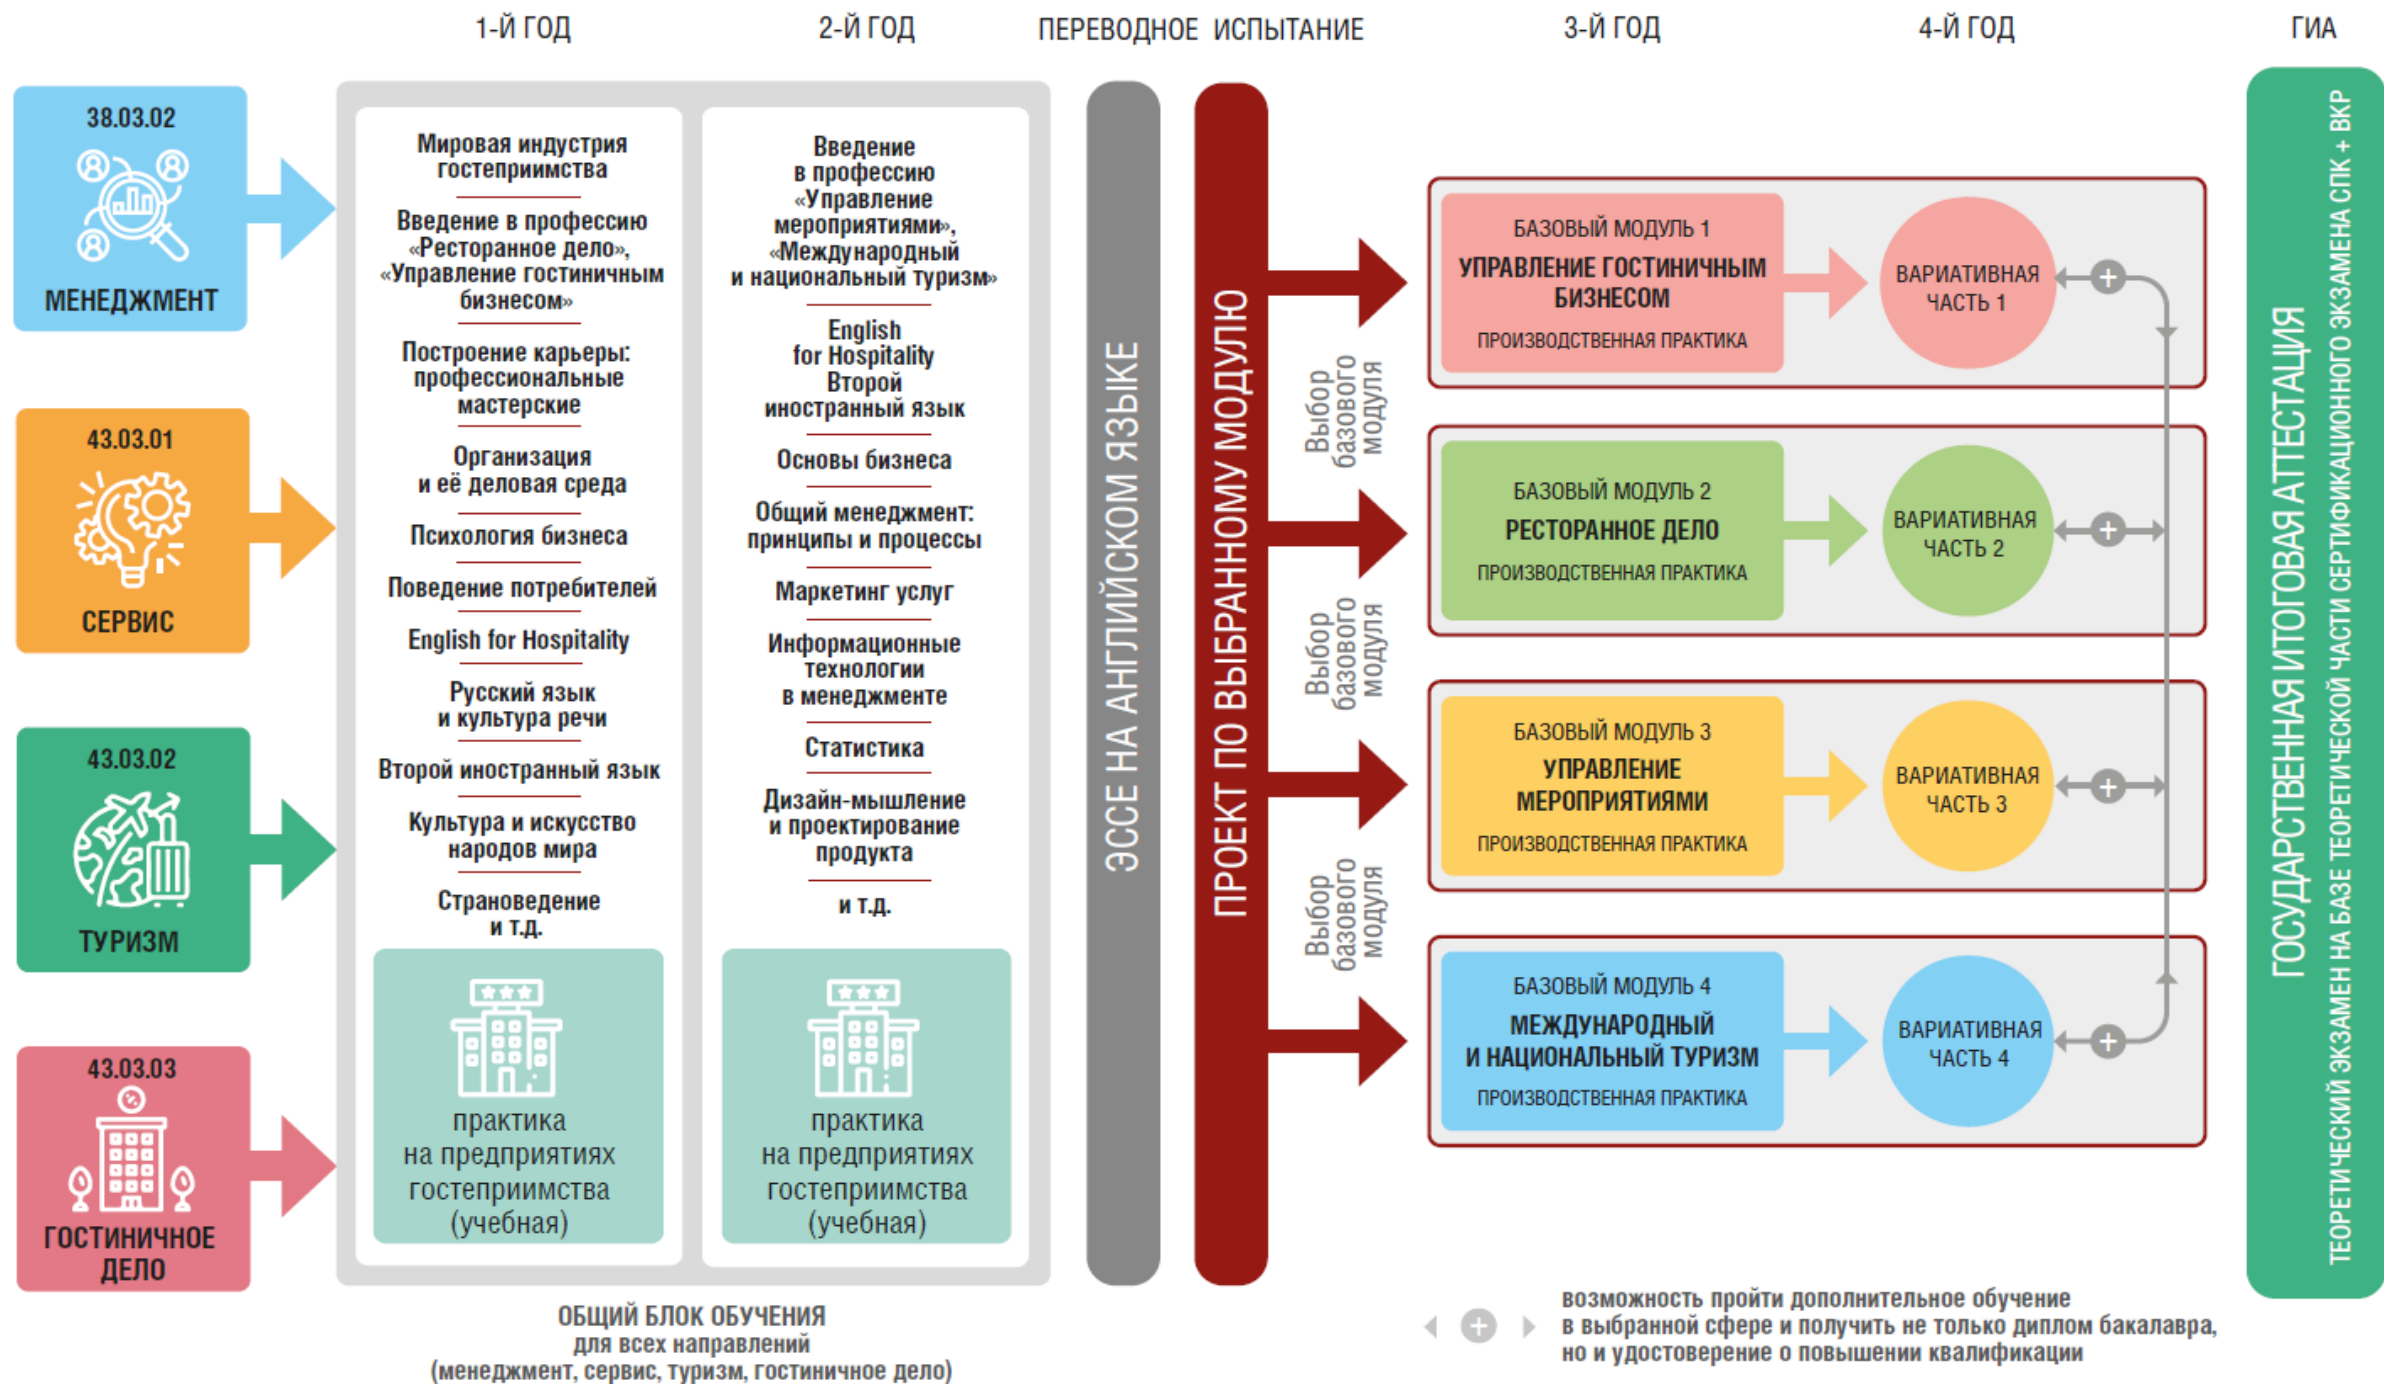 1-Й ГОД
2-Й ГОД
ПЕРЕВОДНОЕ ИСПЫТАНИЕ
3-Й ГОД
4-Й ГОД
ГИА
38.03.02
МЕНЕДЖМЕНТ
43.03.01
СЕРВИС
43.03.02
ТУРИЗМ
43.03.03
ГОСТИНИЧНОЕ
ДЕЛО
Мировая индустрия
гостеприимства
Введение в профессию
«Ресторанное дело»,
«Управление гостиничным
бизнесом»
Построение карьеры:
профессиональные
мастерские
Организация
и её деловая среда
Психология бизнеса
Поведение потребителей
English for Hospitality
Русский язык
и культура речи
Второй иностранный язык
Культура и искусство
народов мира
Страноведение
и т.д.
практика
на предприятиях
гостеприимства
(учебная)
Введение
в профессию
«Управление
мероприятиями»,
«Международный
и национальный туризм»
English
for Hospitality
Второй
иностранный язык
Основы бизнеса
Общий менеджмент:
принципы и процессы
Маркетинг услуг
Информационные
технологии
в менеджменте
Статистика
Дизайн-мышление
и проектирование
продукта
и т.д.
практика
на предприятиях
гостеприимства
(учебная)
ОБЩИЙ БЛОК ОБУЧЕНИЯ
для всех направлений
(менеджмент, сервис, туризм, гостиничное дело)
ЭССЕ НА АНГЛИЙСКОМ ЯЗЫКЕ
ПРОЕКТ ПО ВЫБРАННОМУ МОДУЛЮ
Выбор
базового
модуля
Выбор
базового
модуля
Выбор
базового
модуля
БАЗОВЫЙ МОДУЛЬ 1
УПРАВЛЕНИЕ ГОСТИНИЧНЫМ
БИЗНЕСОМ
ПРОИЗВОДСТВЕННАЯ ПРАКТИКА
ВАРИАТИВНАЯ
ЧАСТЬ 1
БАЗОВЫЙ МОДУЛЬ 2
РЕСТОРАННОЕ ДЕЛО
ПРОИЗВОДСТВЕННАЯ ПРАКТИКА
ВАРИАТИВНАЯ
ЧАСТЬ 2
БАЗОВЫЙ МОДУЛЬ 3
УПРАВЛЕНИЕ
МЕРОПРИЯТИЯМИ
ПРОИЗВОДСТВЕННАЯ ПРАКТИКА
ВАРИАТИВНАЯ
ЧАСТЬ 3
БАЗОВЫЙ МОДУЛЬ 4
МЕЖДУНАРОДНЫЙ
И НАЦИОНАЛЬНЫЙ ТУРИЗМ
ПРОИЗВОДСТВЕННАЯ ПРАКТИКА
ВАРИАТИВНАЯ
ЧАСТЬ 4
возможность пройти дополнительное обучение
в выбранной сфере и получить не только диплом бакалавра,
но и удостоверение о повышении квалификации
ГОСУДАРСТВЕННАЯ ИТОГОВАЯ АТТЕСТАЦИЯ
ТЕОРЕТИЧЕСКИЙ ЭКЗАМЕН НА БАЗЕ ТЕОРЕТИЧЕСКОЙ ЧАСТИ СЕРТИФИКАЦИОННОГО ЭКЗАМЕНА СПК + ВКР